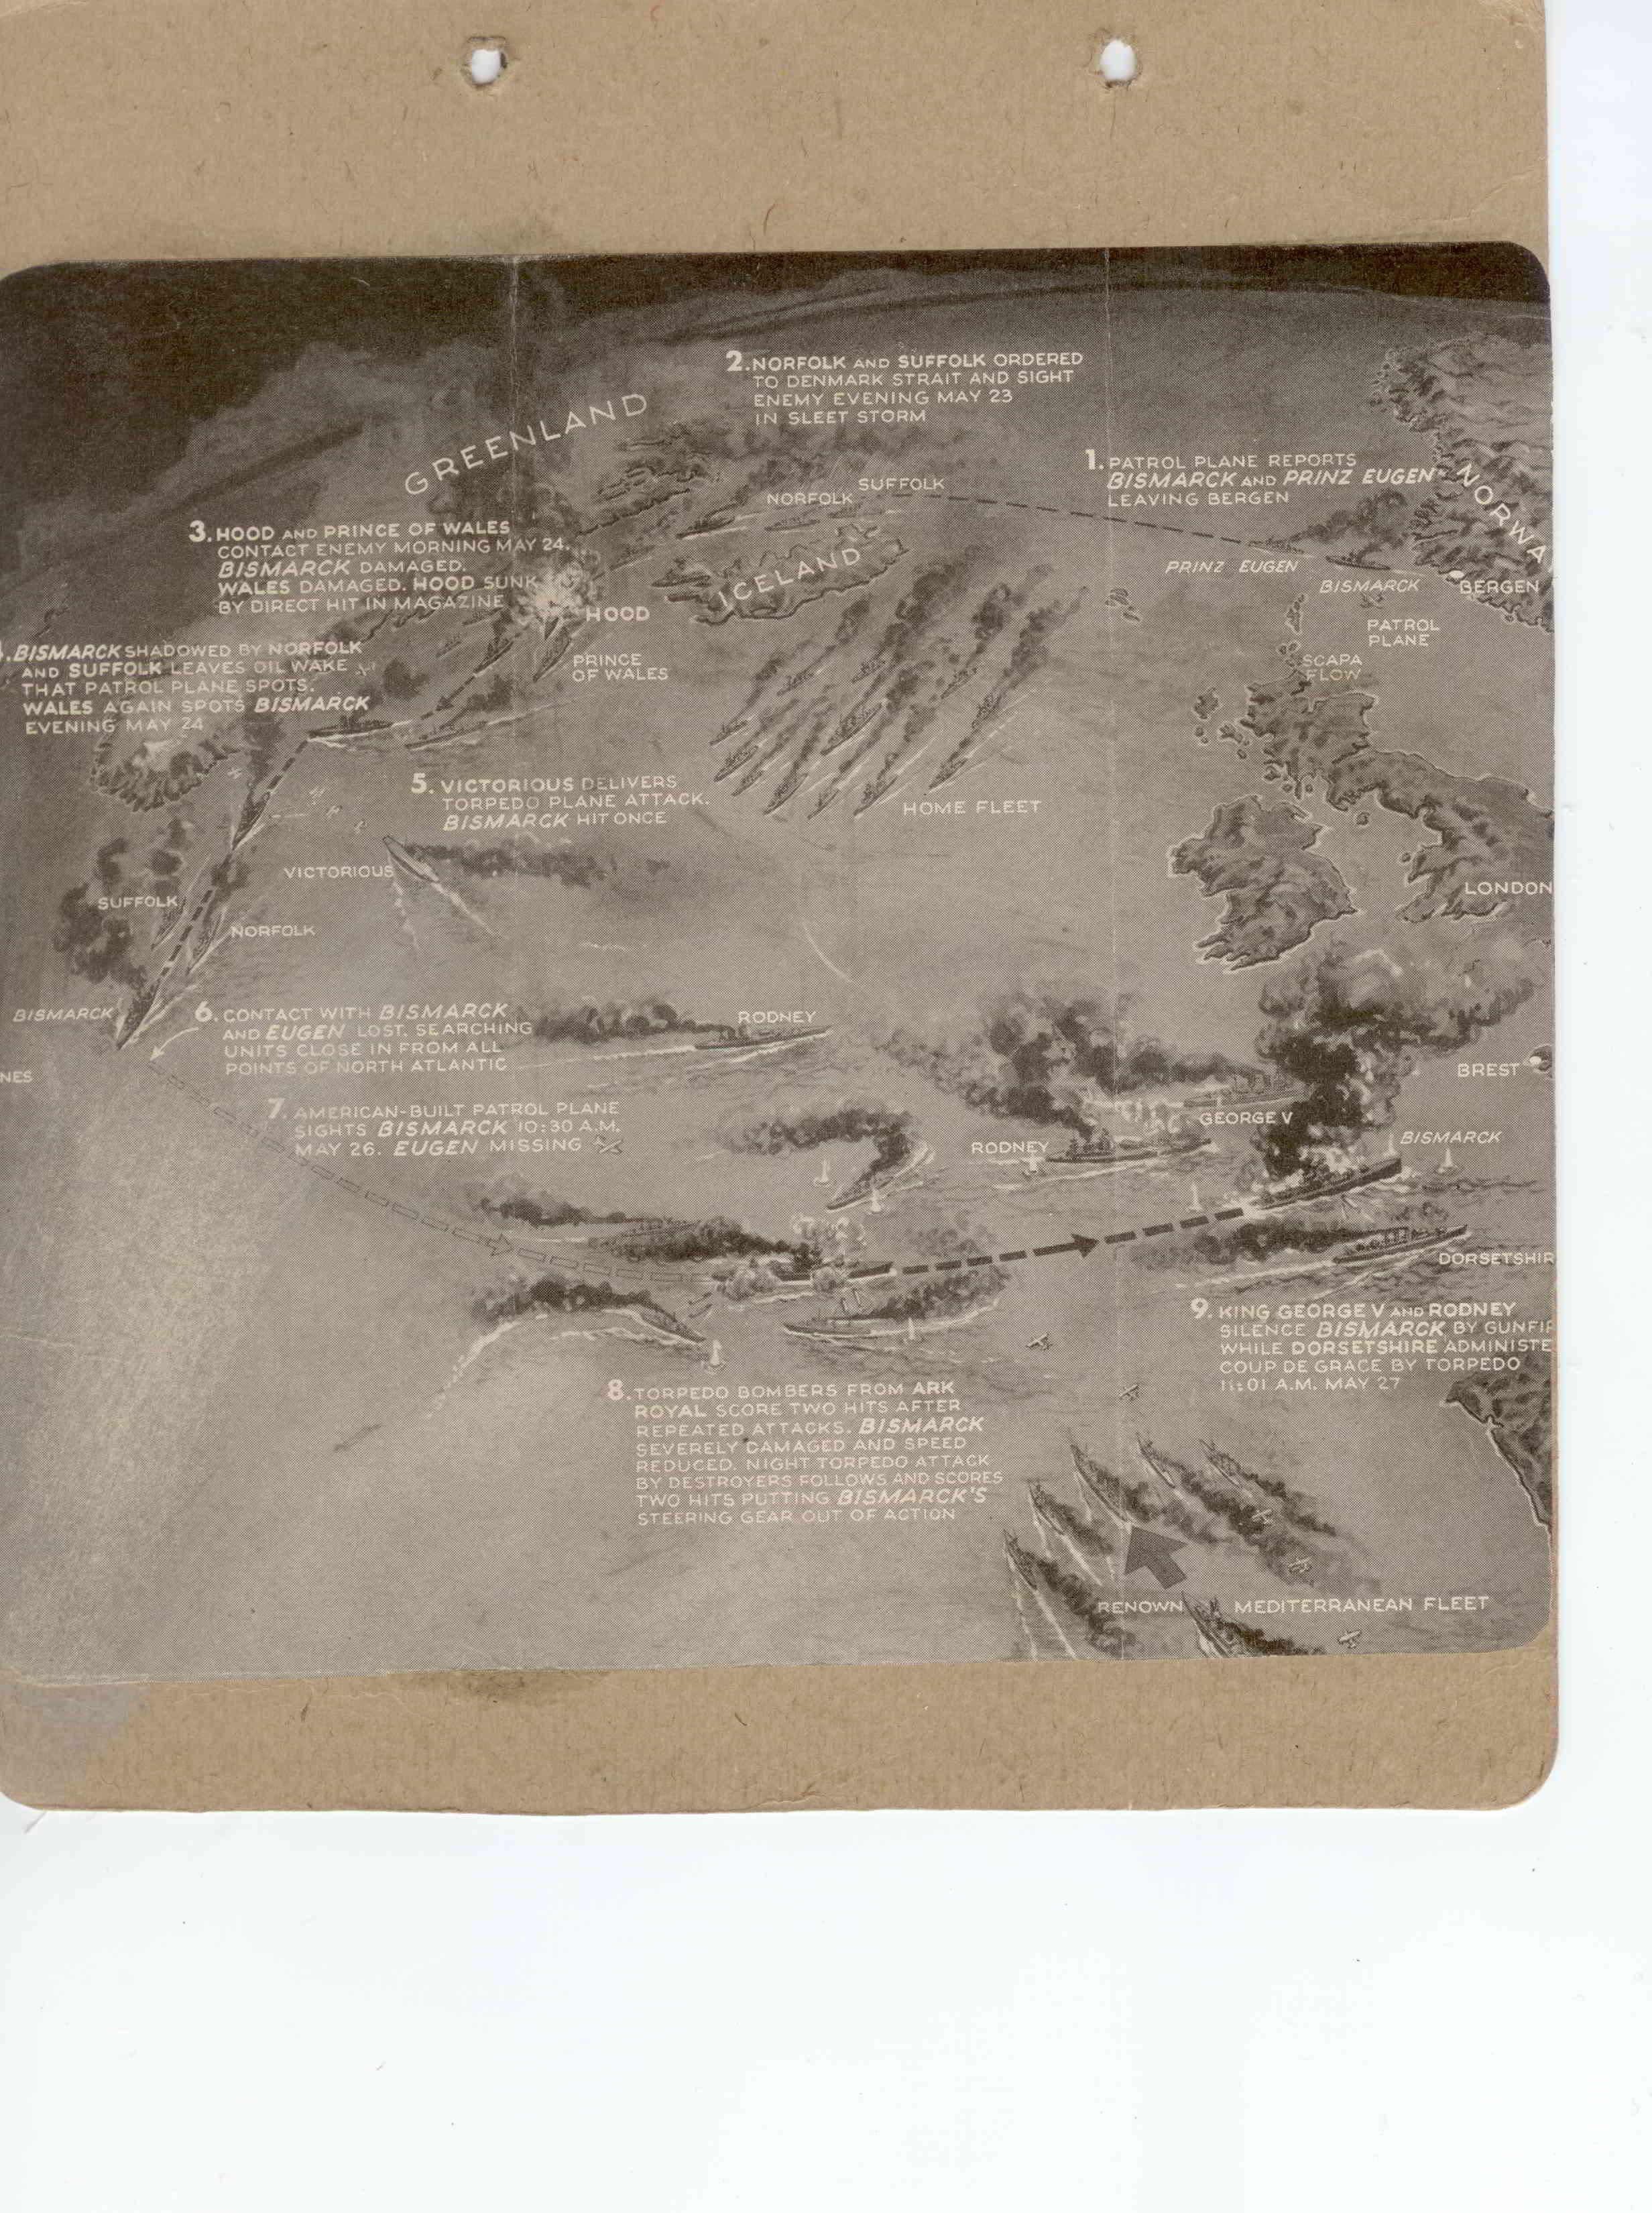 2. NORFOLK AND SUFFOLK ORDERED
TO DENMARK STRAIT AND SIGHT
ENEMY EVENING MAY 23
IN SLEET STORM
GREENLAND
1. PATROL PLANE REPORTS
BISMARCK AND PRINZ EUGEN
LEAVING BERGEN
NORWA
SUFFOLK
NORFOLK
3. HOOD AND PRINCE OF WALES
CONTACT ENEMY MORNING MAY 24.
BISMARCK DAMAGED.
WALES DAMAGED. HOOD SUNK
BY DIRECT HIT IN MAGAZINE
ICELAND
PRINZ EUGEN
BISMARCK
BERGEN
HOOD
PATROL
PLANE
PRINCE
OF WALES
SCAPA
FLOW
. BISMARCK SHADOWED BY NORFOLK
AND SUFFOLK LEAVES OIL WAKE
THAT PATROL PLANE SPOTS.
WALES AGAIN SPOTS BISMARCK
EVENING MAY 24
5. VICTORIOUS DELIVERS
TORPEDO PLANE ATTACK.
BISMARCK HIT ONCE
HOME FLEET
VICTORIOUS
LONDON
SUFFOLK
NORFOLK
BISMARCK
6. CONTACT WITH BISMARCK
AND EUGEN LOST. SEARCHING
UNITS CLOSE IN FROM ALL
POINTS OF NORTH ATLANTIC
RODNEY
NES
BREST
7. AMERICAN-BUILT PATROL PLANE
SIGHTS BISMARCK 10:30 A.M.
MAY 26. EUGEN MISSING
GEORGE V
RODNEY
BISMARCK
DORSETSHIR
9. KING GEORGE V AND RODNEY
SILENCE BISMARCK BY GUNFIR
WHILE DORSETSHIRE ADMINISTE
COUP DE GRACE BY TORPEDO
11:01 A.M. MAY 27
8. TORPEDO BOMBERS FROM ARK
ROYAL SCORE TWO HITS AFTER
REPEATED ATTACKS. BISMARCK
SEVERELY DAMAGED AND SPEED
REDUCED. NIGHT TORPEDO ATTACK
BY DESTROYERS FOLLOWS AND SCORES
TWO HITS PUTTING BISMARCK'S
STEERING GEAR OUT OF ACTION
RENOWN
MEDITERRANEAN FLEET